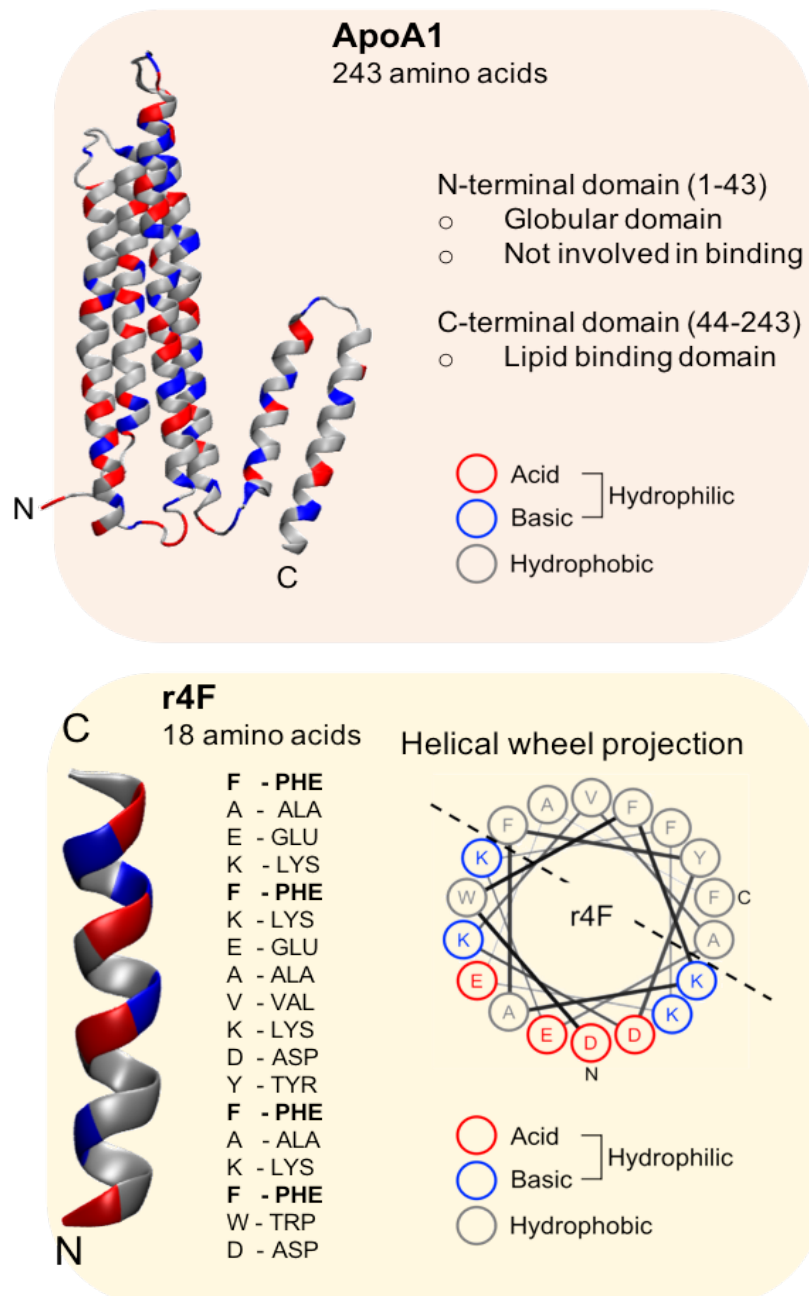 ApoA1
243 amino acids
N-terminal domain (1-43)
o Globular domain
o Not involved in binding
C-terminal domain (44-243)
o Lipid binding domain
Acid
Basic
Hydrophilic
Hydrophobic
N
C
r4F
18 amino acids
C
N
F - PHE
A - ALA
E - GLU
K - LYS
F - PHE
K - LYS
E - GLU
A - ALA
V - VAL
K - LYS
D - ASP
Y - TYR
F - PHE
A - ALA
K - LYS
F - PHE
W - TRP
D - ASP
Helical wheel projection
V
A
F
F
F
K
Y
W
F
C
r4F
K
A
E
K
A
K
E
D
D
N
Acid
Basic
Hydrophilic
Hydrophobic